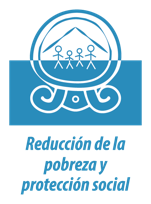 Reducción de la
pobreza y
protección social